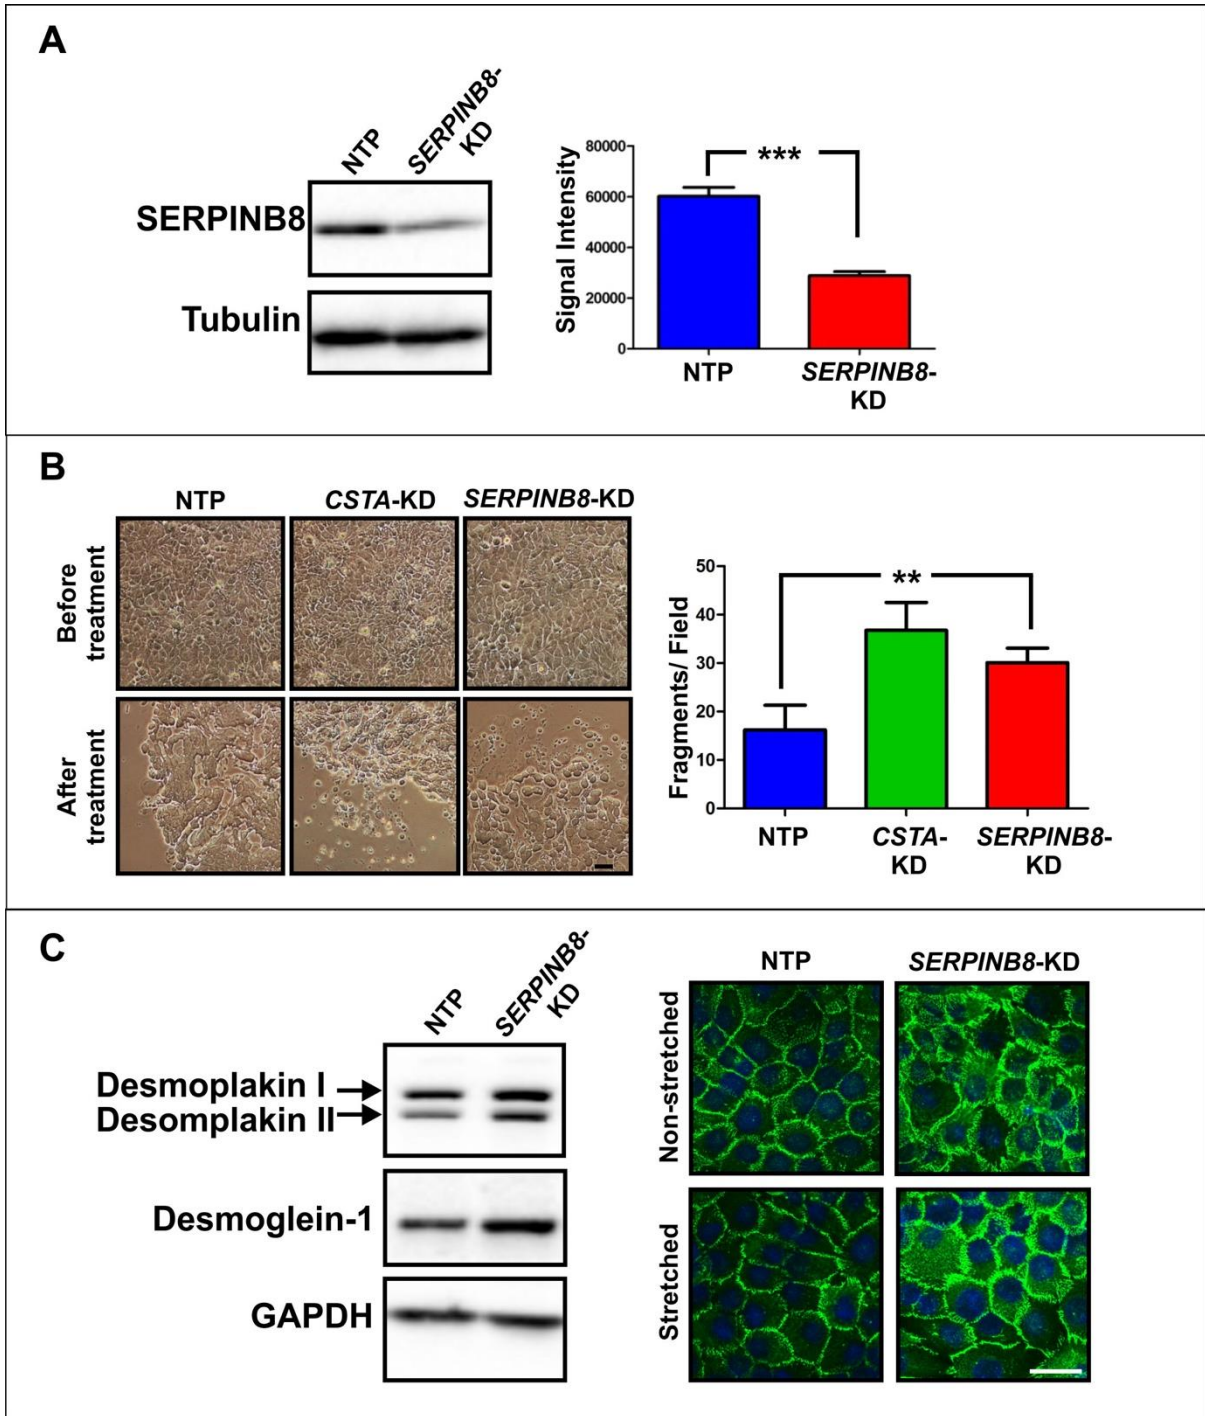 A
NTP
SERPINB8-
KD
SERPINB8
Tubulin
Signal Intensity
80000
60000
40000
20000
0
***
NTP
SERPINB8-
KD
B
NTP
CSTA-KD
SERPINB8-KD
Before
treatment
After
treatment
Fragments/ Field
50
40
30
20
10
0
**
NTP
CSTA-
KD
SERPINB8-
KD
C
NTP
SERPINB8-
KD
Desmoplakin I
Desomplakin II
Desmoglein-1
GAPDH
NTP
SERPINB8-KD
Non-stretched
Stretched